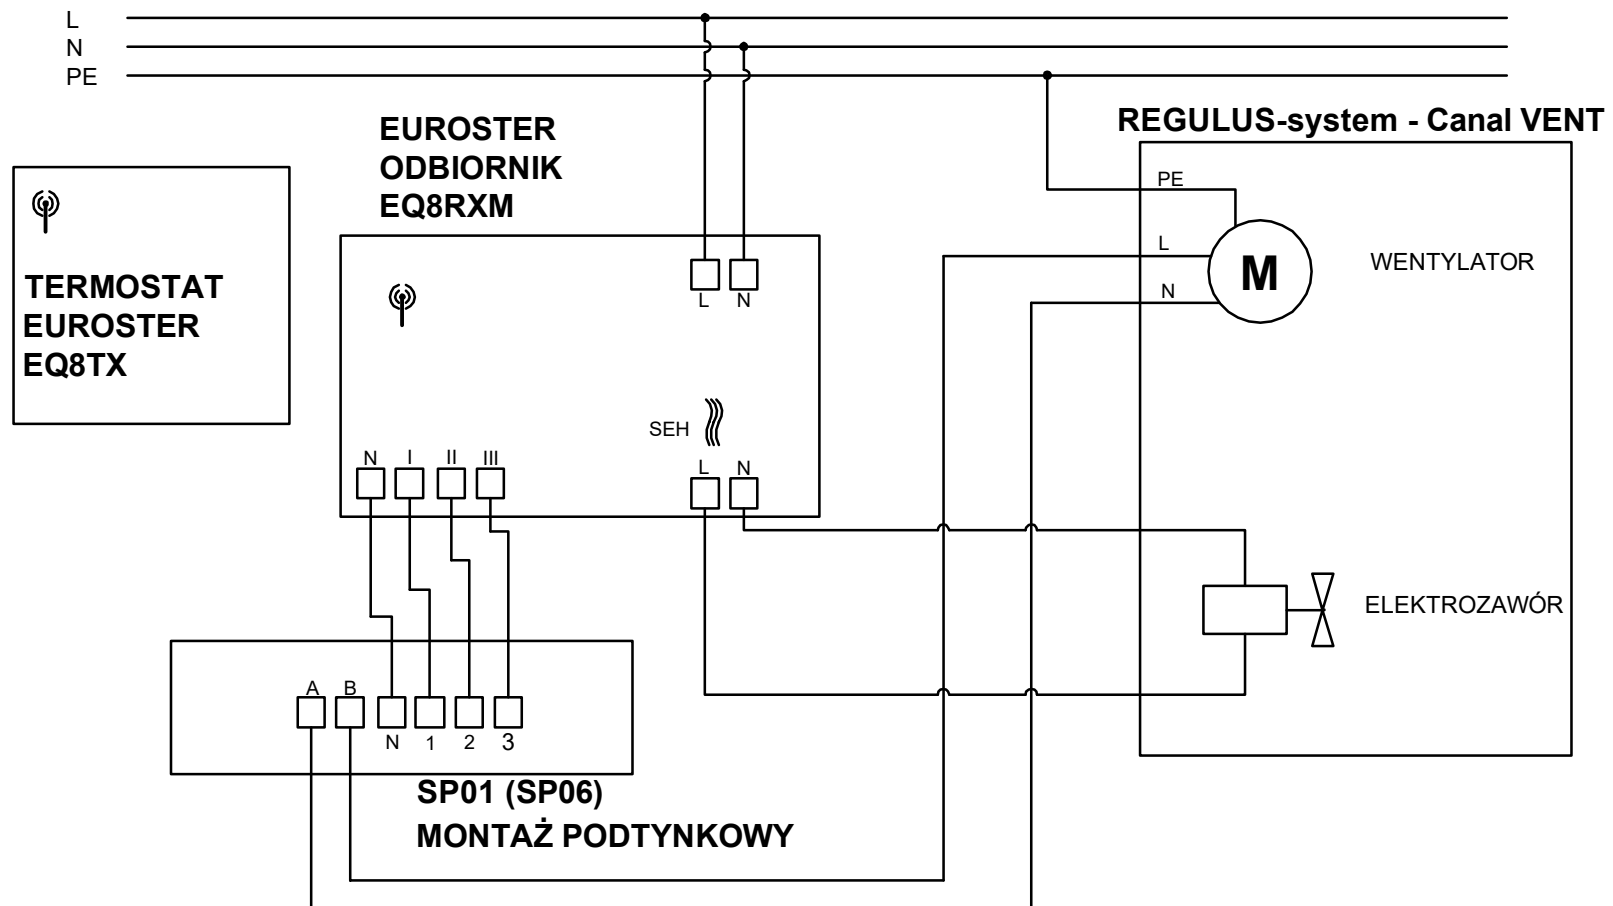 L
N
PE
REGULUS-system - Canal VENT
EUROSTER
ODBIORNIK
EQ8RXM
TERMOSTAT
EUROSTER
EQ8TX
PE
L
N
M
WENTYLATOR
L N
SEH
N I II III
L N
ELEKTROZAWÓR
A B
N 1 2 3
SP01 (SP06)
MONTAŻ PODTYNKOWY